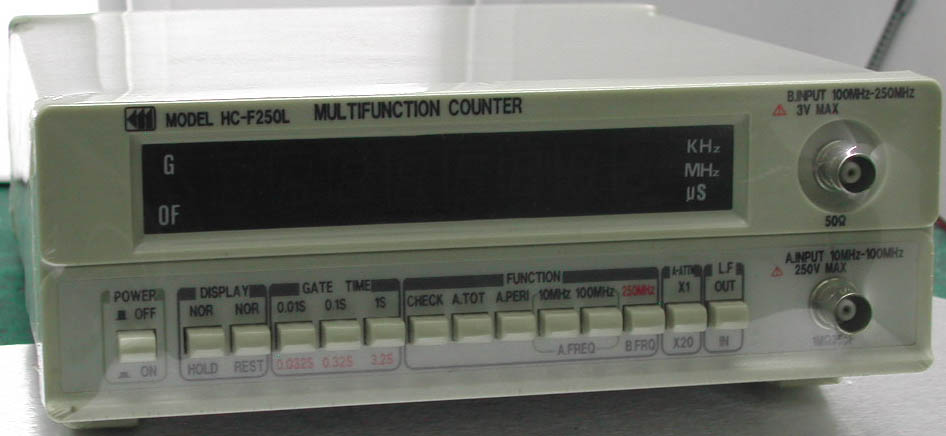 MODEL HC-F250L MULTIFUNCTION COUNTER
B.INPUT 100MHz-250MHz
3V MAX
G
KHz
MHz
OF
µS
50Ω
A.INPUT 10MHz-100MHz
250V MAX
POWER
OFF
ON
DISPLAY
NOR NOR
HOLD REST
GATE TIME
0.01S 0.1S 1S
0.032S 0.32S 3.2S
FUNCTION
CHECK A.TOT A.PERI 10MHz 100MHz 250MHz
A.FREQ B.FRQ
A-ATTN
X1
X20
L.F
OUT
IN